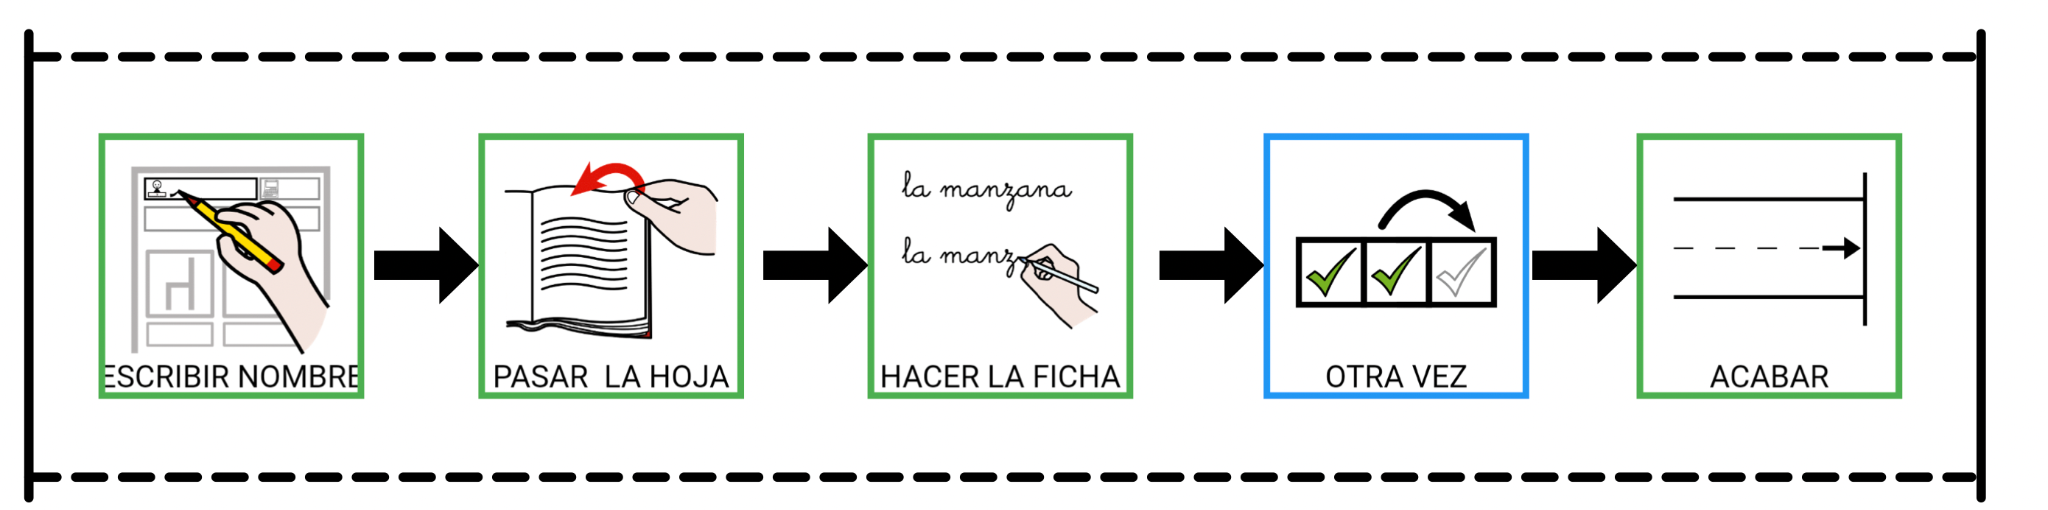 la manzana
la manz
ESCRIBIR NOMBRE
PASAR LA HOJA
HACER LA FICHA
OTRA VEZ
ACABAR